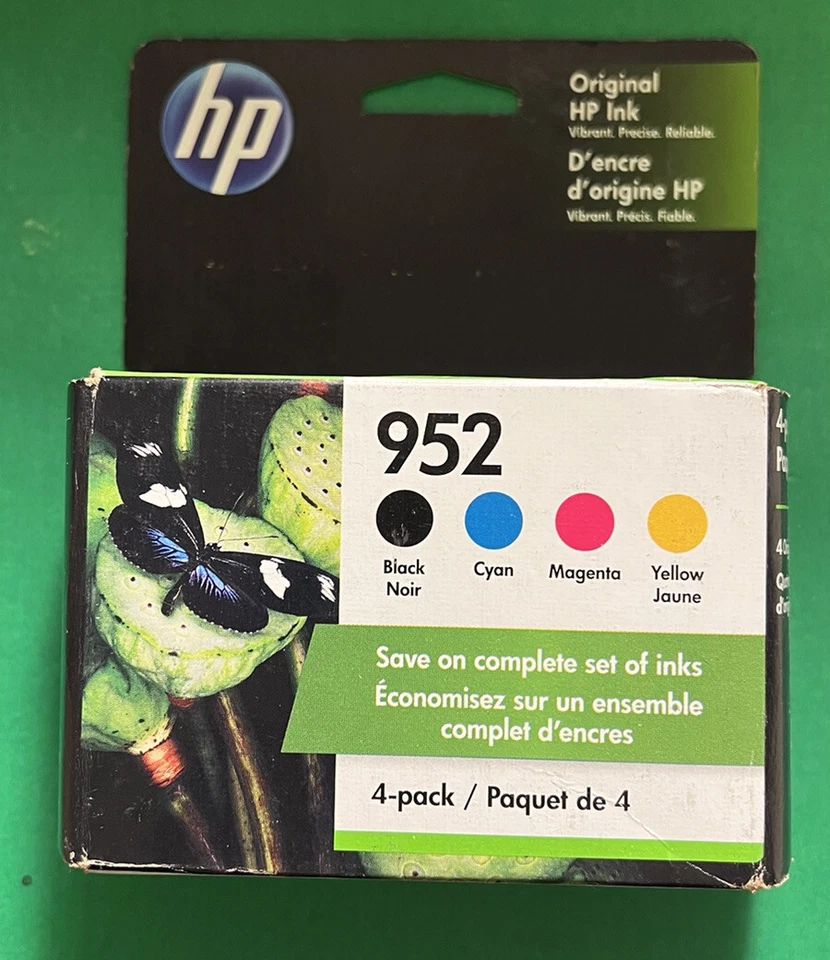 hp
Original
HP Ink
Vibrant. Precise. Reliable.
D'encre
d'origine HP
Vibrant. Précis. Fiable.
952
Black
Noir
Cyan
Magenta
Yellow
Jaune
Save on complete set of inks
Économisez sur un ensemble
complet d'encres
4-pack / Paquet de 4